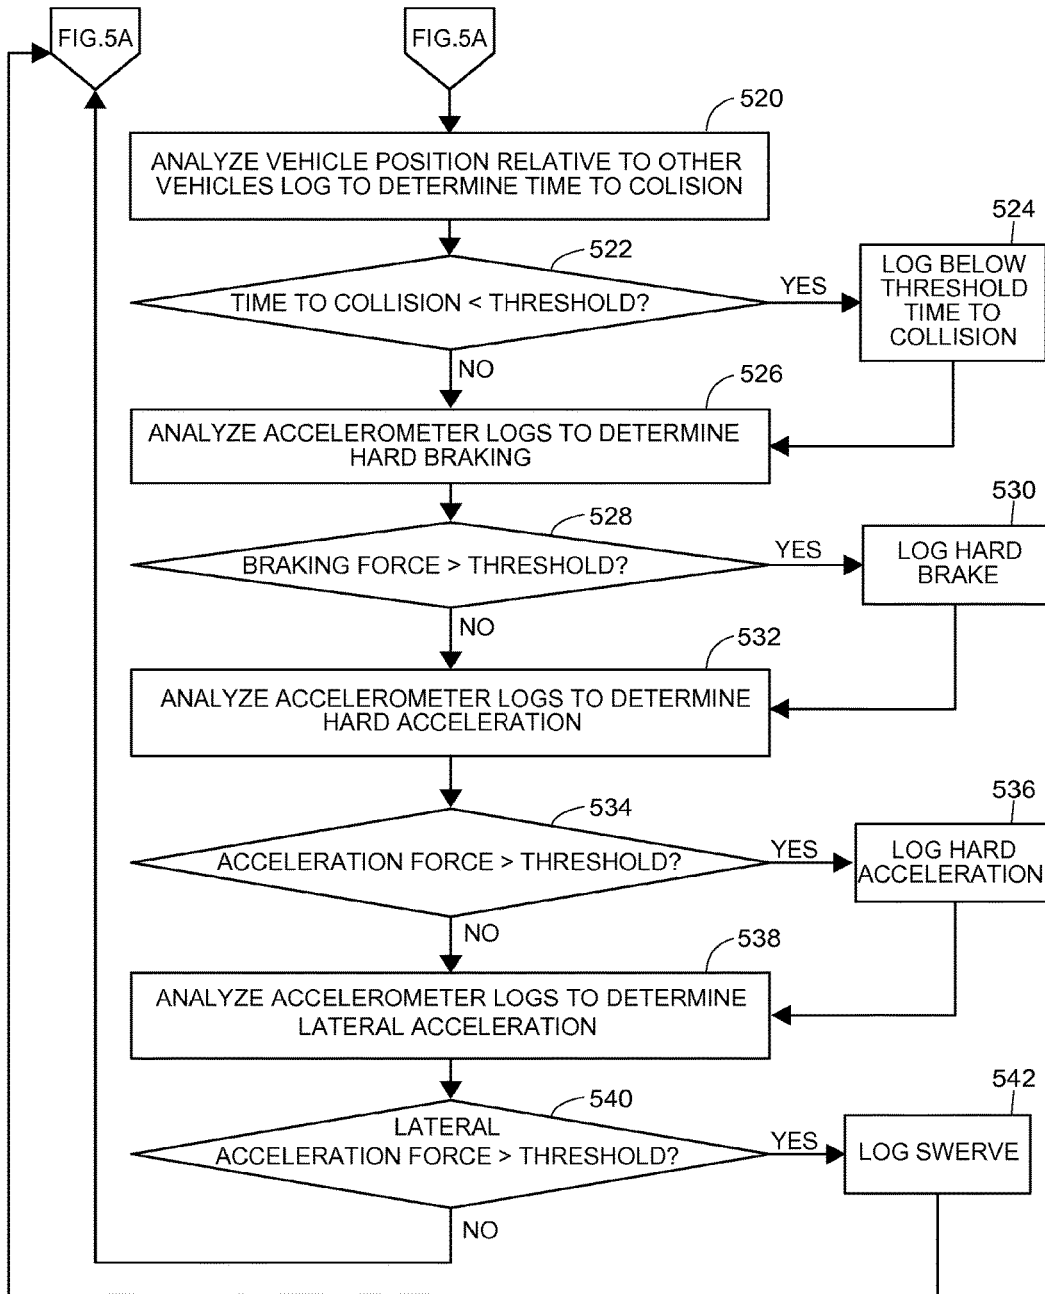 FIG.5A
FIG.5A
520
ANALYZE VEHICLE POSITION RELATIVE TO OTHER
VEHICLES LOG TO DETERMINE TIME TO COLISION
522
TIME TO COLLISION < THRESHOLD?
YES
524
LOG BELOW
THRESHOLD
TIME TO
COLLISION
NO
526
ANALYZE ACCELEROMETER LOGS TO DETERMINE
HARD BRAKING
528
BRAKING FORCE > THRESHOLD?
YES
530
LOG HARD
BRAKE
NO
532
ANALYZE ACCELEROMETER LOGS TO DETERMINE
HARD ACCELERATION
534
ACCELERATION FORCE > THRESHOLD?
YES
536
LOG HARD
ACCELERATION
NO
538
ANALYZE ACCELEROMETER LOGS TO DETERMINE
LATERAL ACCELERATION
540
LATERAL
ACCELERATION FORCE > THRESHOLD?
YES
542
LOG SWERVE
NO